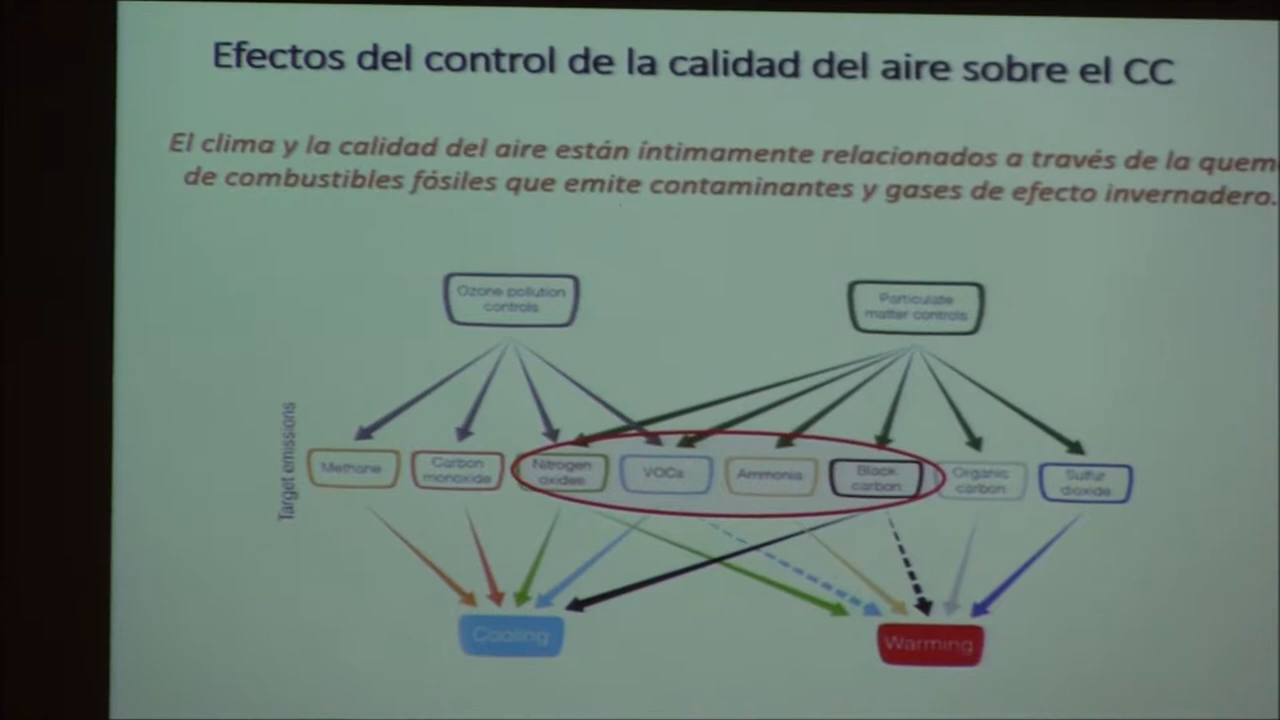 Efectos del control de la calidad del aire sobre el CC
El clima y la calidad del aire están íntimamente relacionados a través de la quem
de combustibles fósiles que emite contaminantes y gases de efecto invernadero.
Ozone pollution
controls
Particulate
matter controls
Target emissions
Methane
Carbon
monoxide
Nitrogen
oxides
VOCs
Ammonia
Black
carbon
Organic
carbon
Sulfur
dioxide
Cooling
Warming